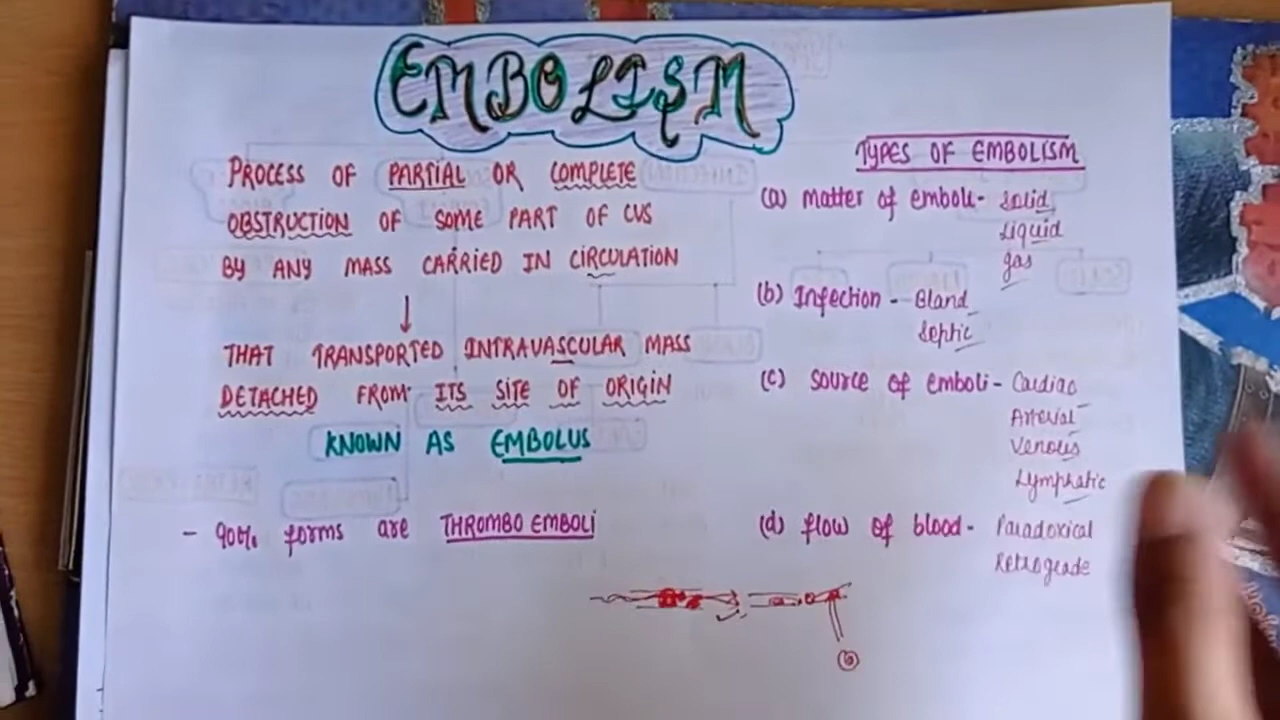 EMBOLISM
PROCESS OF PARTIAL OR COMPLETE
OBSTRUCTION OF SOME PART OF CVS
BY ANY MASS CARRIED IN CIRCULATION
THAT TRANSPORTED INTRAVASCULAR MASS
DETACHED FROM ITS SITE OF ORIGIN
KNOWN AS EMBOLUS
- 90% forms are THROMBOEMBOLI
TYPES OF EMBOLISM
(a) matter of emboli - Solid
Liquid
gas
(b) Infection - Bland
Septic
(c) source of emboli - Cardiac
Arterial
Venous
Lymphatic
(d) flow of blood - Paradoxical
Retrograde